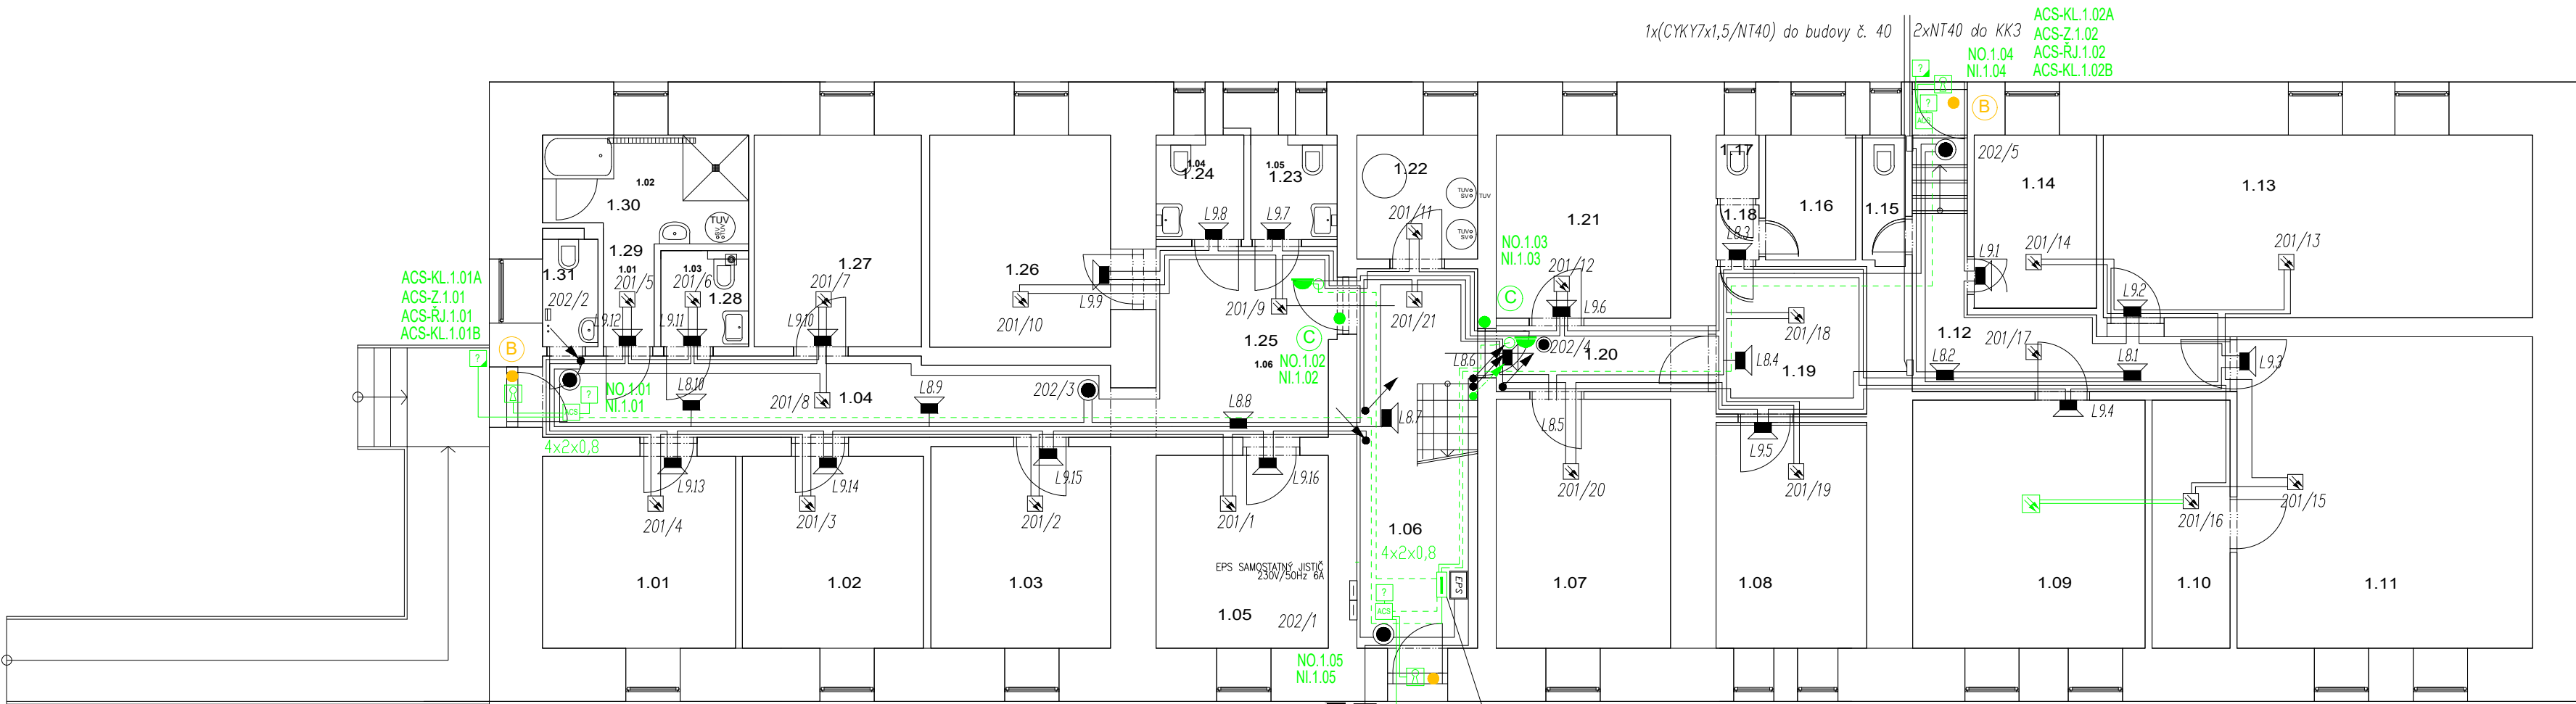 1x(CYKY7x1,5/NT40) do budovy č. 40
2xNT40 do KK3
ACS-KL.1.02A
ACS-Z.1.02
ACS-ŘJ.1.02
ACS-KL.1.02B
NO.1.04
NI.1.04
?
?
ACS
B
202/5
1.02
1.30
1.29
1.01
201/5
1.31
202/2
TUV
SV
TUV
1.03
201/6
1.28
L9.12
L9.11
1.27
201/7
L9.10
1.26
201/10
L9.9
1.04
1.24
L9.8
1.05
1.23
L9.7
201/9
1.25
1.06
C
NO.1.02
NI.1.02
1.22
201/11
TUV
SV
TUV
TUV
SV
201/21
NO.1.03
NI.1.03
C
1.21
201/12
L9.6
202/4
1.20
L8.6
L8.7
1.17
1.18
L8.3
1.16
1.15
201/18
L8.4
1.19
1.14
201/14
L9.1
1.13
201/13
L9.2
1.12
201/17
L8.2
L8.1
L9.3
L9.4
ACS-KL.1.01A
ACS-Z.1.01
ACS-ŘJ.1.01
ACS-KL.1.01B
?
B
?
ACS
NO.1.01
NI.1.01
4x2x0,8
L8.10
201/8
1.04
L8.9
202/3
L8.8
L9.13
201/4
1.01
L9.14
201/3
1.02
L9.15
201/2
1.03
L9.16
201/1
EPS SAMOSTATNÝ JISTIČ
230V/50Hz 6A
1.05
202/1
NO.1.05
NI.1.05
1.06
4x2x0,8
?
ACS
EPS
L8.5
201/20
1.07
L9.5
201/19
1.08
1.09
201/16
1.10
201/15
1.11